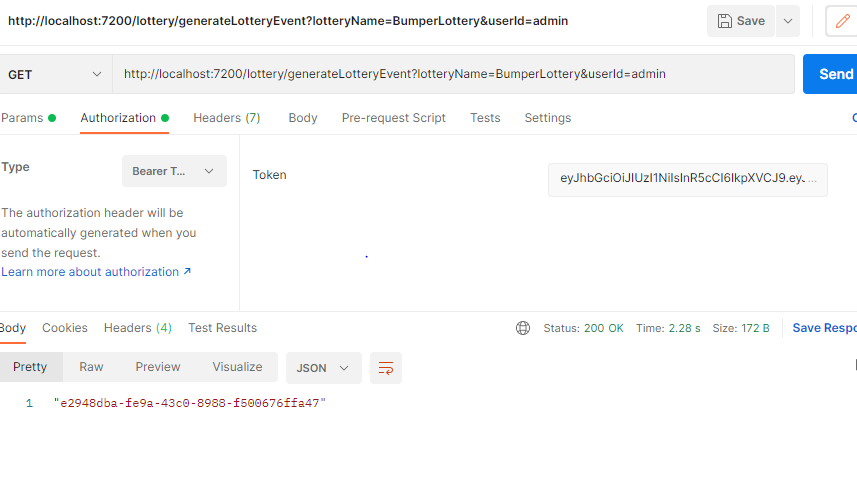 http://localhost:7200/lottery/generateLotteryEvent?lotteryName=BumperLottery&userId=admin
Save
GET
http://localhost:7200/lottery/generateLotteryEvent?lotteryName=BumperLottery&userId=admin
Send
Params
Authorization
Headers (7)
Body
Pre-request Script
Tests
Settings
Type
Bearer T...
The authorization header will be
automatically generated when you
send the request.
Learn more about authorization ↗
Token
eyJhbGciOiJIUzI1NiIsInR5cCI6IkpXVCJ9.eyJ...
Body
Cookies
Headers (4)
Test Results
Status: 200 OK
Time: 2.28 s
Size: 172 B
Save Respo
Pretty
Raw
Preview
Visualize
JSON
1 "e2948dba-fe9a-43c0-8988-f500676ffa47"